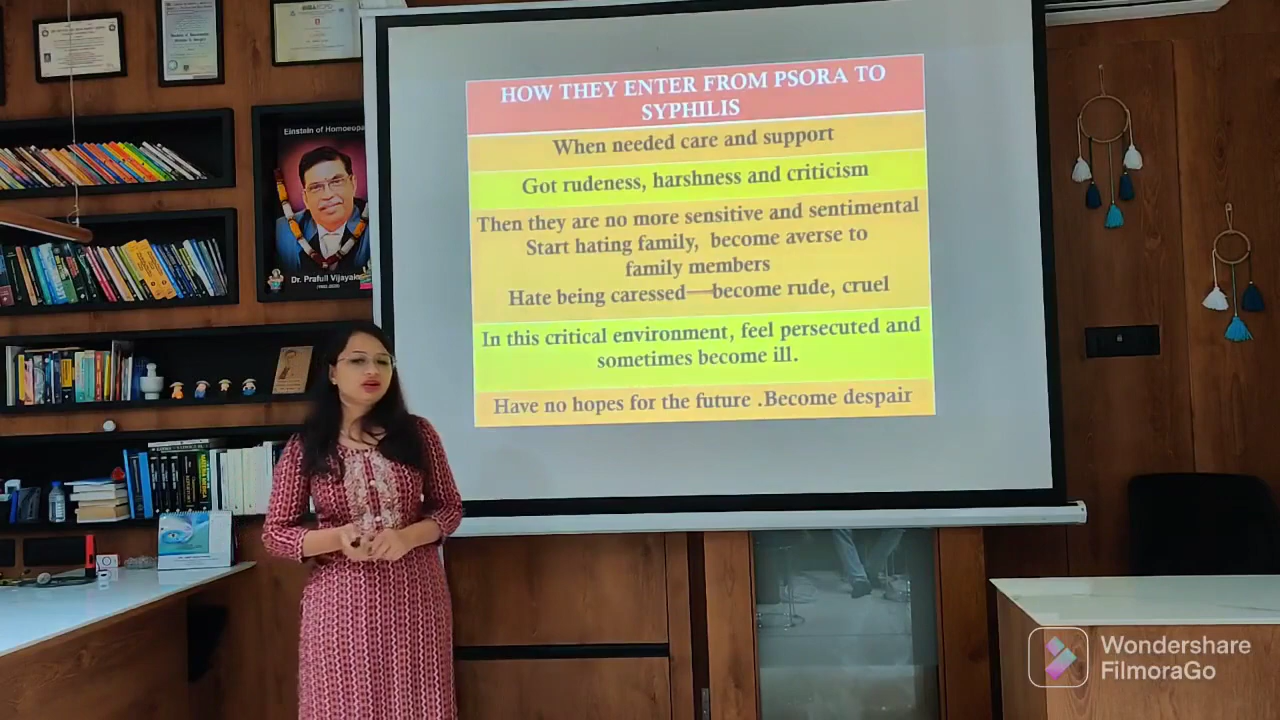 HOW THEY ENTER FROM PSORA TO
SYPHILIS
When needed care and support
Got rudeness, harshness and criticism
Then they are no more sensitive and sentimental
Start hating family, become averse to
family members
Hate being caressed—become rude, cruel
In this critical environment, feel persecuted and
sometimes become ill.
Have no hopes for the future .Become despair
Einstein of Homoeopa
Dr. Prafull Vijayak
MATERIA MEDICA
Wondershare
FilmoraGo